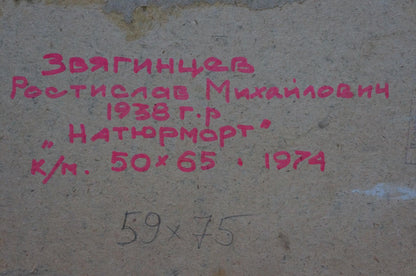 Звягинцев
Ростислав Михайлович
1938 г.р
„Натюрморт"
к/м. 50×65 . 1974
59×75